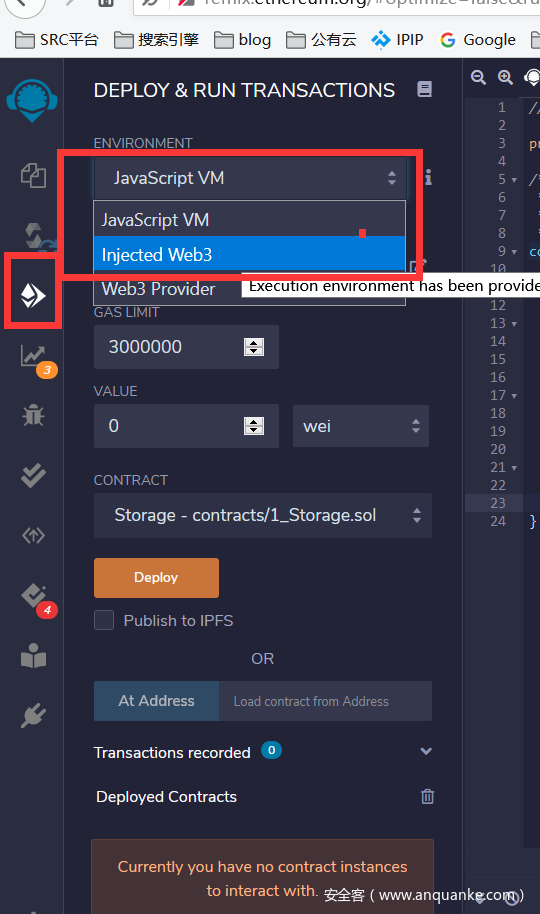 remix.ethereum.org/#optimize=false&ru
SRC平台 搜索引擎 blog 公有云 IPIP Google
DEPLOY & RUN TRANSACTIONS
ENVIRONMENT
JavaScript VM
JavaScript VM
Injected Web3
Web3 Provider
Execution environment has been provide
GAS LIMIT
3000000
VALUE
0
wei
CONTRACT
Storage - contracts/1_Storage.sol
Deploy
Publish to IPFS
OR
At Address
Load contract from Address
Transactions recorded 0
Deployed Contracts
Currently you have no contract instances
to interact with.
3
4
1 //
2
3 pr
4
5 /*
6 *
7 *
8 *
9 co
10
12
13
14
15
16
17
18
19
20
21
22
23
24 }
安全客（www.anquanke.com）